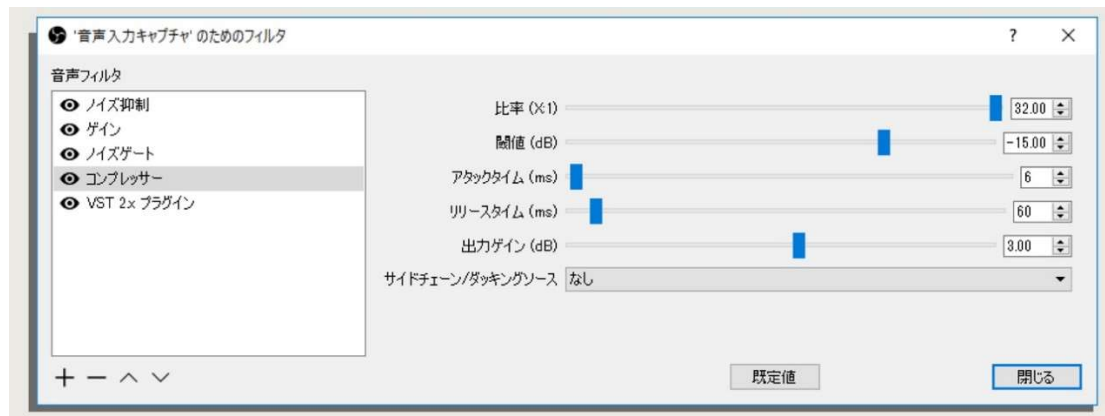 '音声入力キャプチャ' のためのフィルタ
音声フィルタ
ノイズ抑制
ゲイン
ノイズゲート
コンプレッサー
VST 2x プラグイン
比率 (X:1) 32.00
閾値 (dB) -15.00
アタックタイム (ms) 6
リリースタイム (ms) 60
出力ゲイン (dB) 3.00
サイドチェーン/ダッキングソース なし
既定値 閉じる